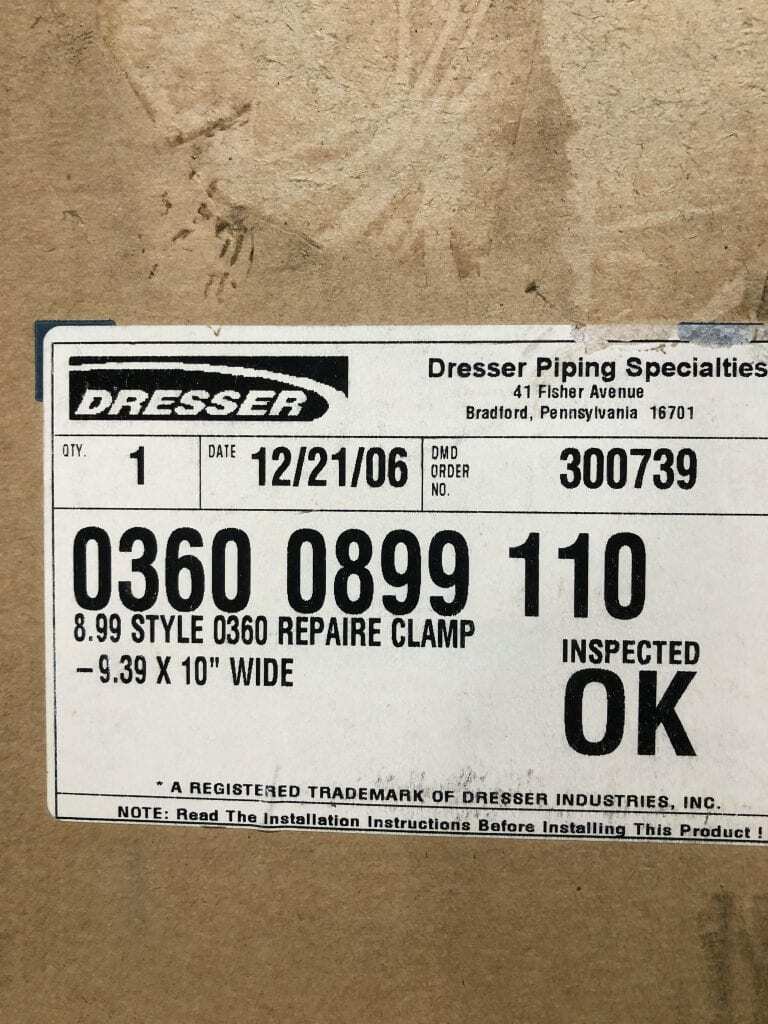 DRESSER
Dresser Piping Specialties
41 Fisher Avenue
Bradford, Pennsylvania 16701
QTY. 1
DATE 12/21/06
DMD ORDER NO. 300739
0360 0899 110
8.99 STYLE 0360 REPAIRE CLAMP
-9.39 X 10" WIDE
INSPECTED
OK
* A REGISTERED TRADEMARK OF DRESSER INDUSTRIES, INC.
NOTE: Read The Installation Instructions Before Installing This Product !